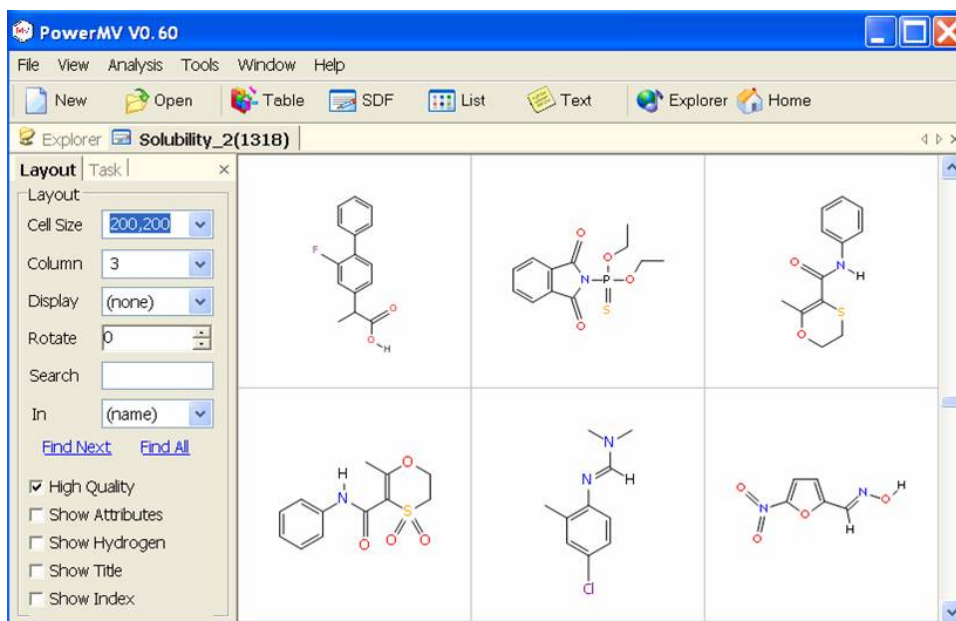 PowerMV V0.60
File View Analysis Tools Window Help
New Open Table SDF List Text Explorer Home
Explorer Solubility_2(1318)
Layout Task
Layout
Cell Size 200,200
Column 3
Display (none)
Rotate 0
Search
In (name)
Find Next Find All
High Quality
Show Attributes
Show Hydrogen
Show Title
Show Index
F
O
O
H
O
O
N
P
O
O
S
O
N
H
S
O
H
N
O
O
S
O
O
N
N
H
Cl
O
N
O
O
N
O
H
H